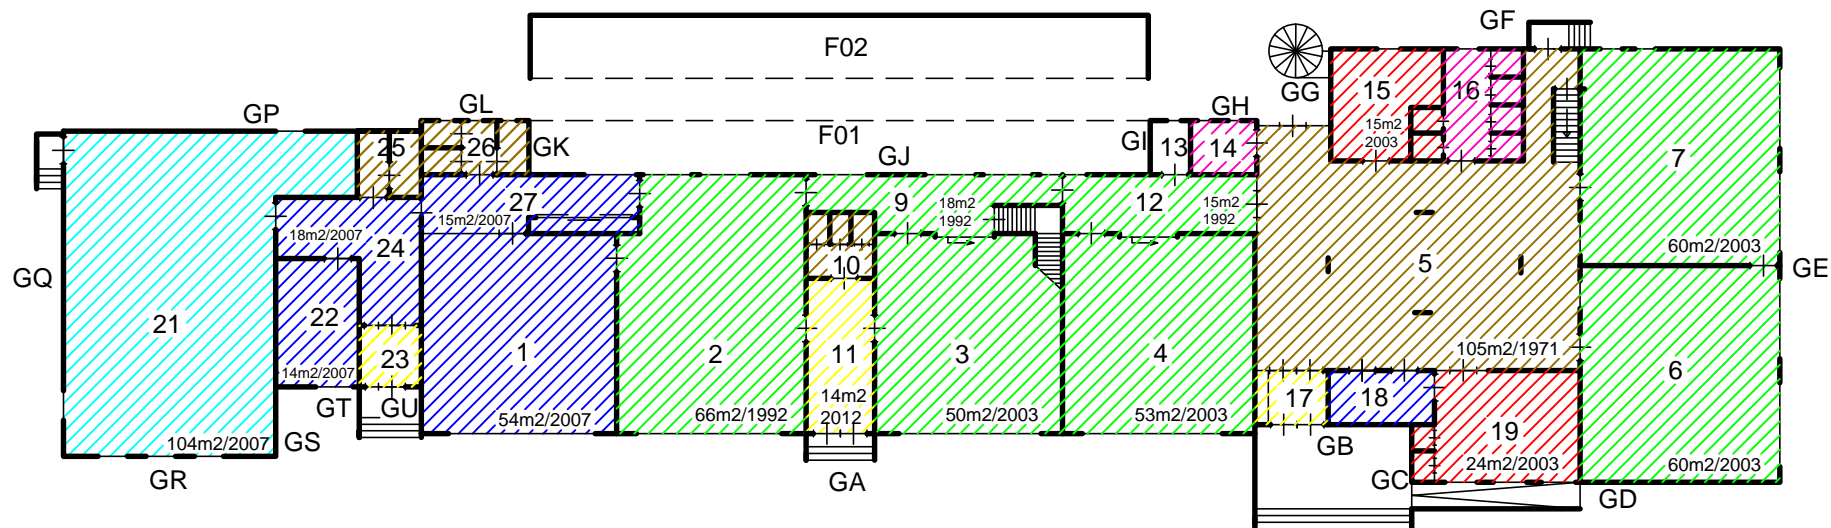 F02
GF
GP
GL
GH
GG
15
16
15m2
2003
F01
GK
GJ
GI
13
14
25
26
7
27
15m2/2007
9
18m2
1992
12
15m2
1992
18m2/2007
24
60m2/2003
GQ
10
5
GE
21
22
14m2/2007
23
1
2
11
3
4
105m2/1971
6
GT
GU
54m2/2007
66m2/1992
14m2
2012
50m2/2003
53m2/2003
17
18
GS
104m2/2007
GB
19
24m2/2003
60m2/2003
GR
GA
GC
GD